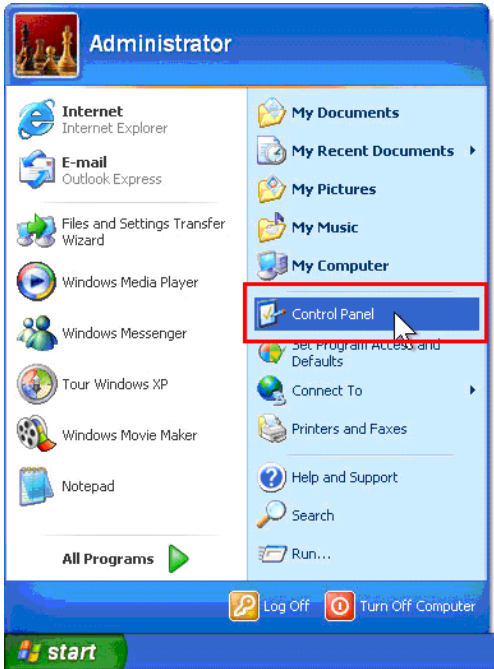 Administrator
Internet
Internet Explorer
E-mail
Outlook Express
Files and Settings Transfer
Wizard
Windows Media Player
Windows Messenger
Tour Windows XP
Windows Movie Maker
Notepad
All Programs
My Documents
My Recent Documents
My Pictures
My Music
My Computer
Control Panel
Set Program Access and
Defaults
Connect To
Printers and Faxes
Help and Support
Search
Run...
Log Off
Turn Off Computer
start